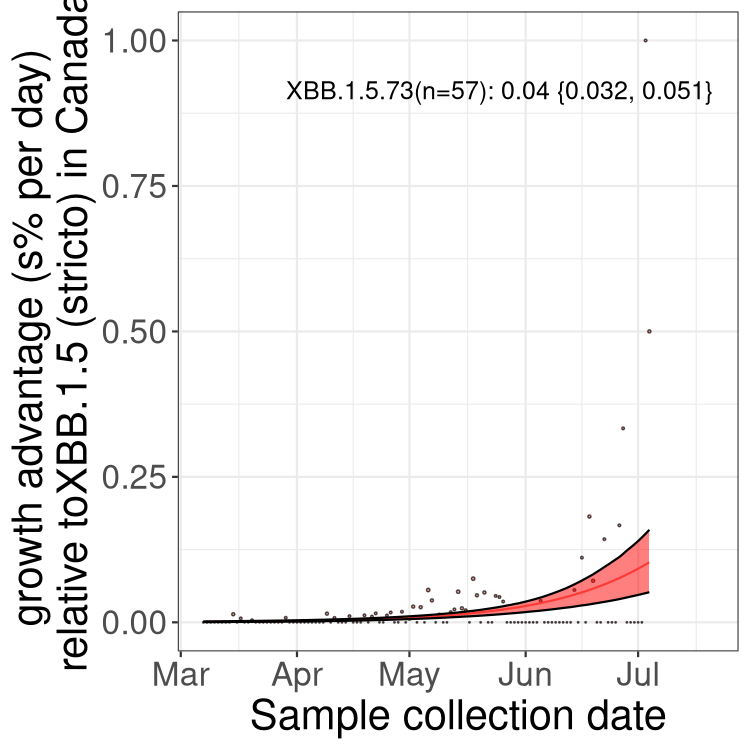 growth advantage (s% per day)
relative toXBB.1.5 (stricto) in Canada
1.00
XBB.1.5.73(n=57): 0.04 {0.032, 0.051}
0.75
0.50
0.25
0.00
Mar Apr May Jun Jul
Sample collection date